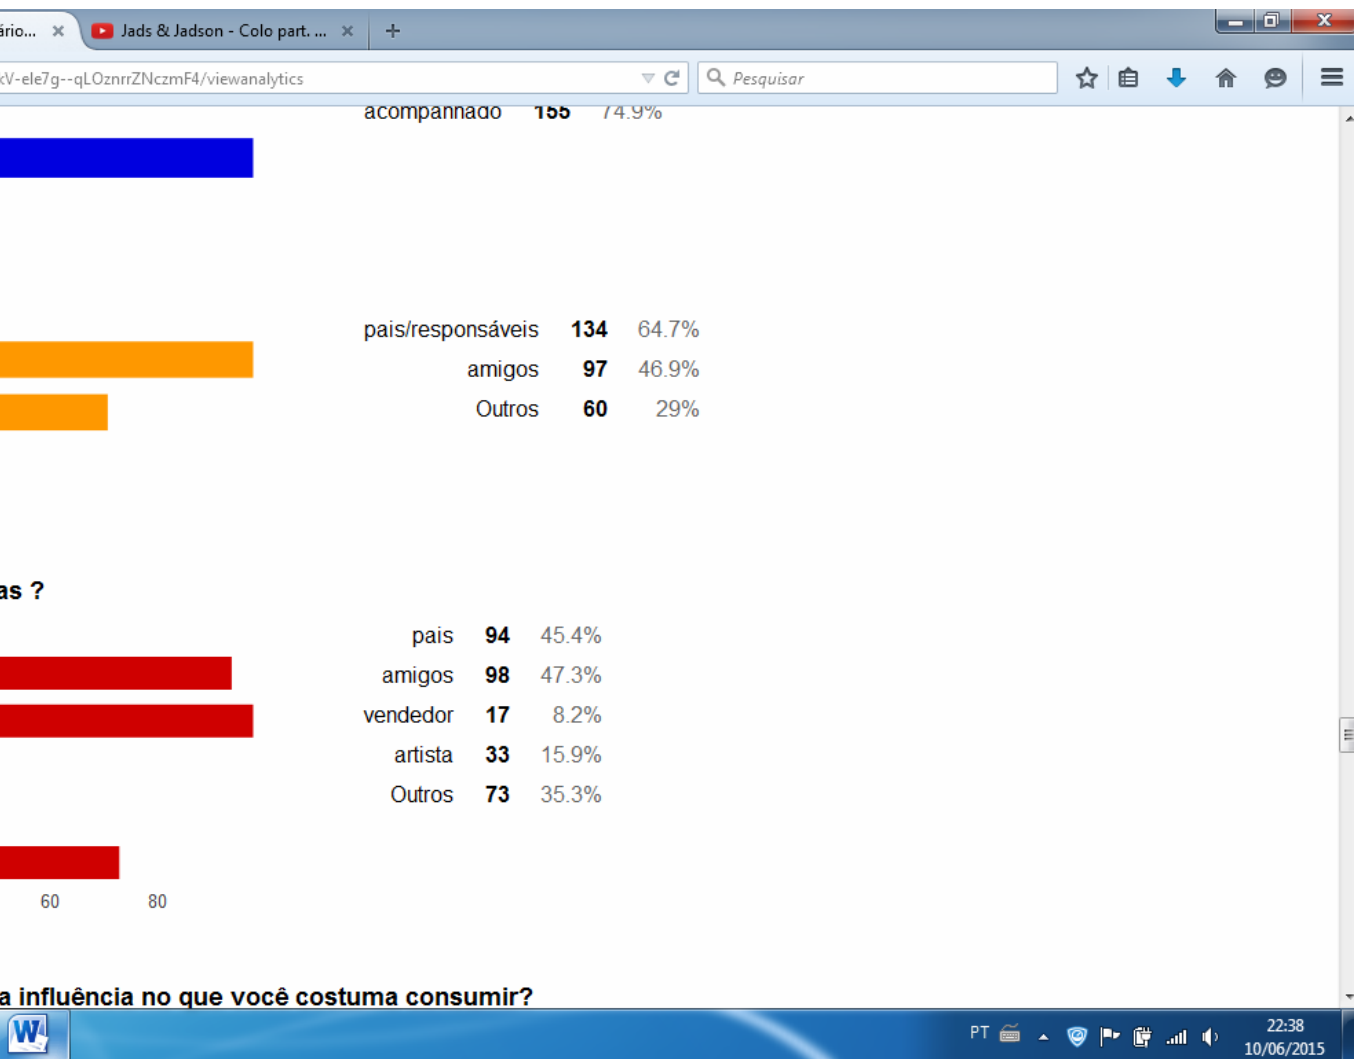 ário...
Jads & Jadson - Colo part. ...
kV-ele7g--qLOznrrZNczmF4/viewanalytics
Pesquisar
acompanhado 155 74.9%
pais/responsáveis 134 64.7%
amigos 97 46.9%
Outros 60 29%
as ?
pais 94 45.4%
amigos 98 47.3%
vendedor 17 8.2%
artista 33 15.9%
Outros 73 35.3%
60 80
a influência no que você costuma consumir?
PT
22:38
10/06/2015